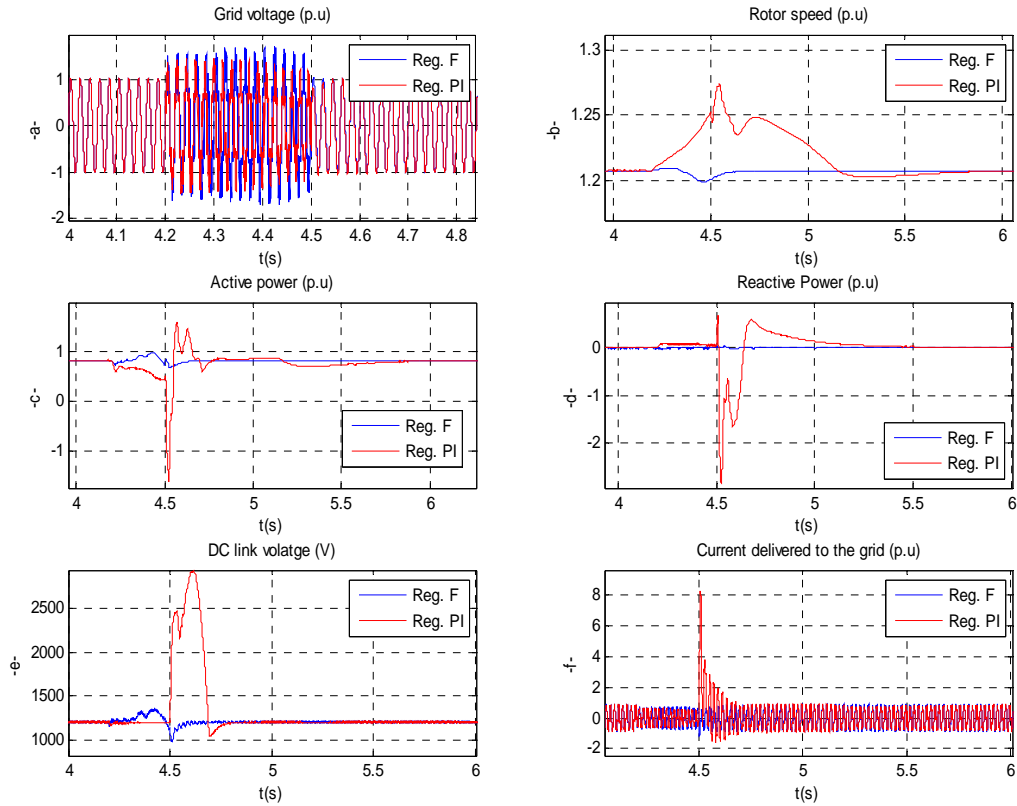 Grid voltage (p.u)
-a-
1
0
-1
-2
4 4.1 4.2 4.3 4.4 4.5 4.6 4.7 4.8
t(s)
Reg. F
Reg. PI
Rotor speed (p.u)
-b-
1.3
1.25
1.2
4 4.5 5 5.5 6
t(s)
Reg. F
Reg. PI
Active power (p.u)
-c-
1
0
-1
4 4.5 5 5.5 6
t(s)
Reg. F
Reg. PI
Reactive Power (p.u)
-d-
0
-1
-2
4 4.5 5 5.5 6
t(s)
Reg. F
Reg. PI
DC link volatge (V)
-e-
2500
2000
1500
1000
4 4.5 5 5.5 6
t(s)
Reg. F
Reg. PI
Current delivered to the grid (p.u)
-f-
8
6
4
2
0
-2
4.5 5 5.5 6
t(s)
Reg. F
Reg. PI